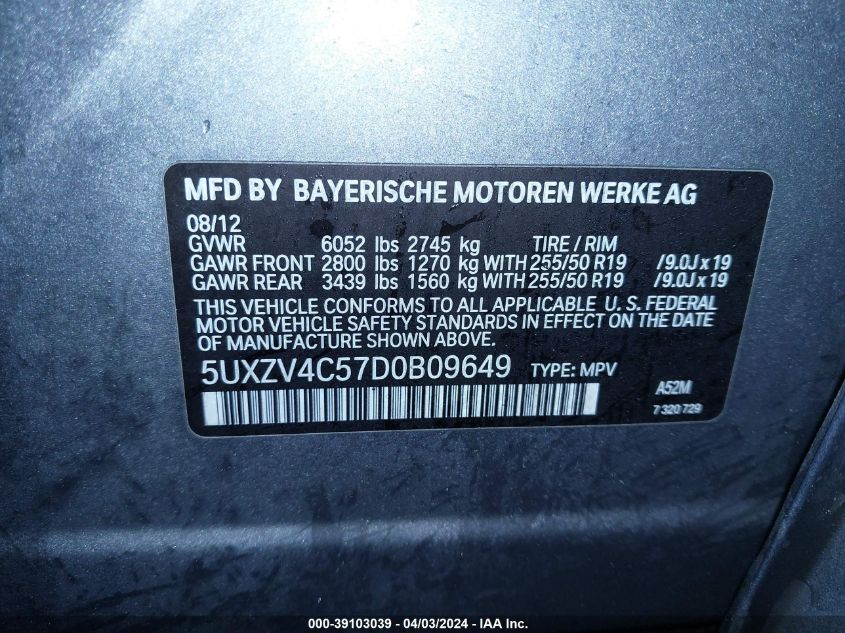 MFD BY BAYERISCHE MOTOREN WERKE AG
08/12
GVWR 6052 lbs 2745 kg TIRE / RIM
GAWR FRONT 2800 lbs 1270 kg WITH 255/50 R19 /9.0J x 19
GAWR REAR 3439 lbs 1560 kg WITH 255/50 R19 /9.0J x 19
THIS VEHICLE CONFORMS TO ALL APPLICABLE U.S. FEDERAL
MOTOR VEHICLE SAFETY STANDARDS IN EFFECT ON THE DATE
OF MANUFACTURE SHOWN ABOVE.
5UXZV4C57D0B09649 TYPE: MPV
A52M
7 320 729
000-39103039 - 04/03/2024 - IAA Inc.